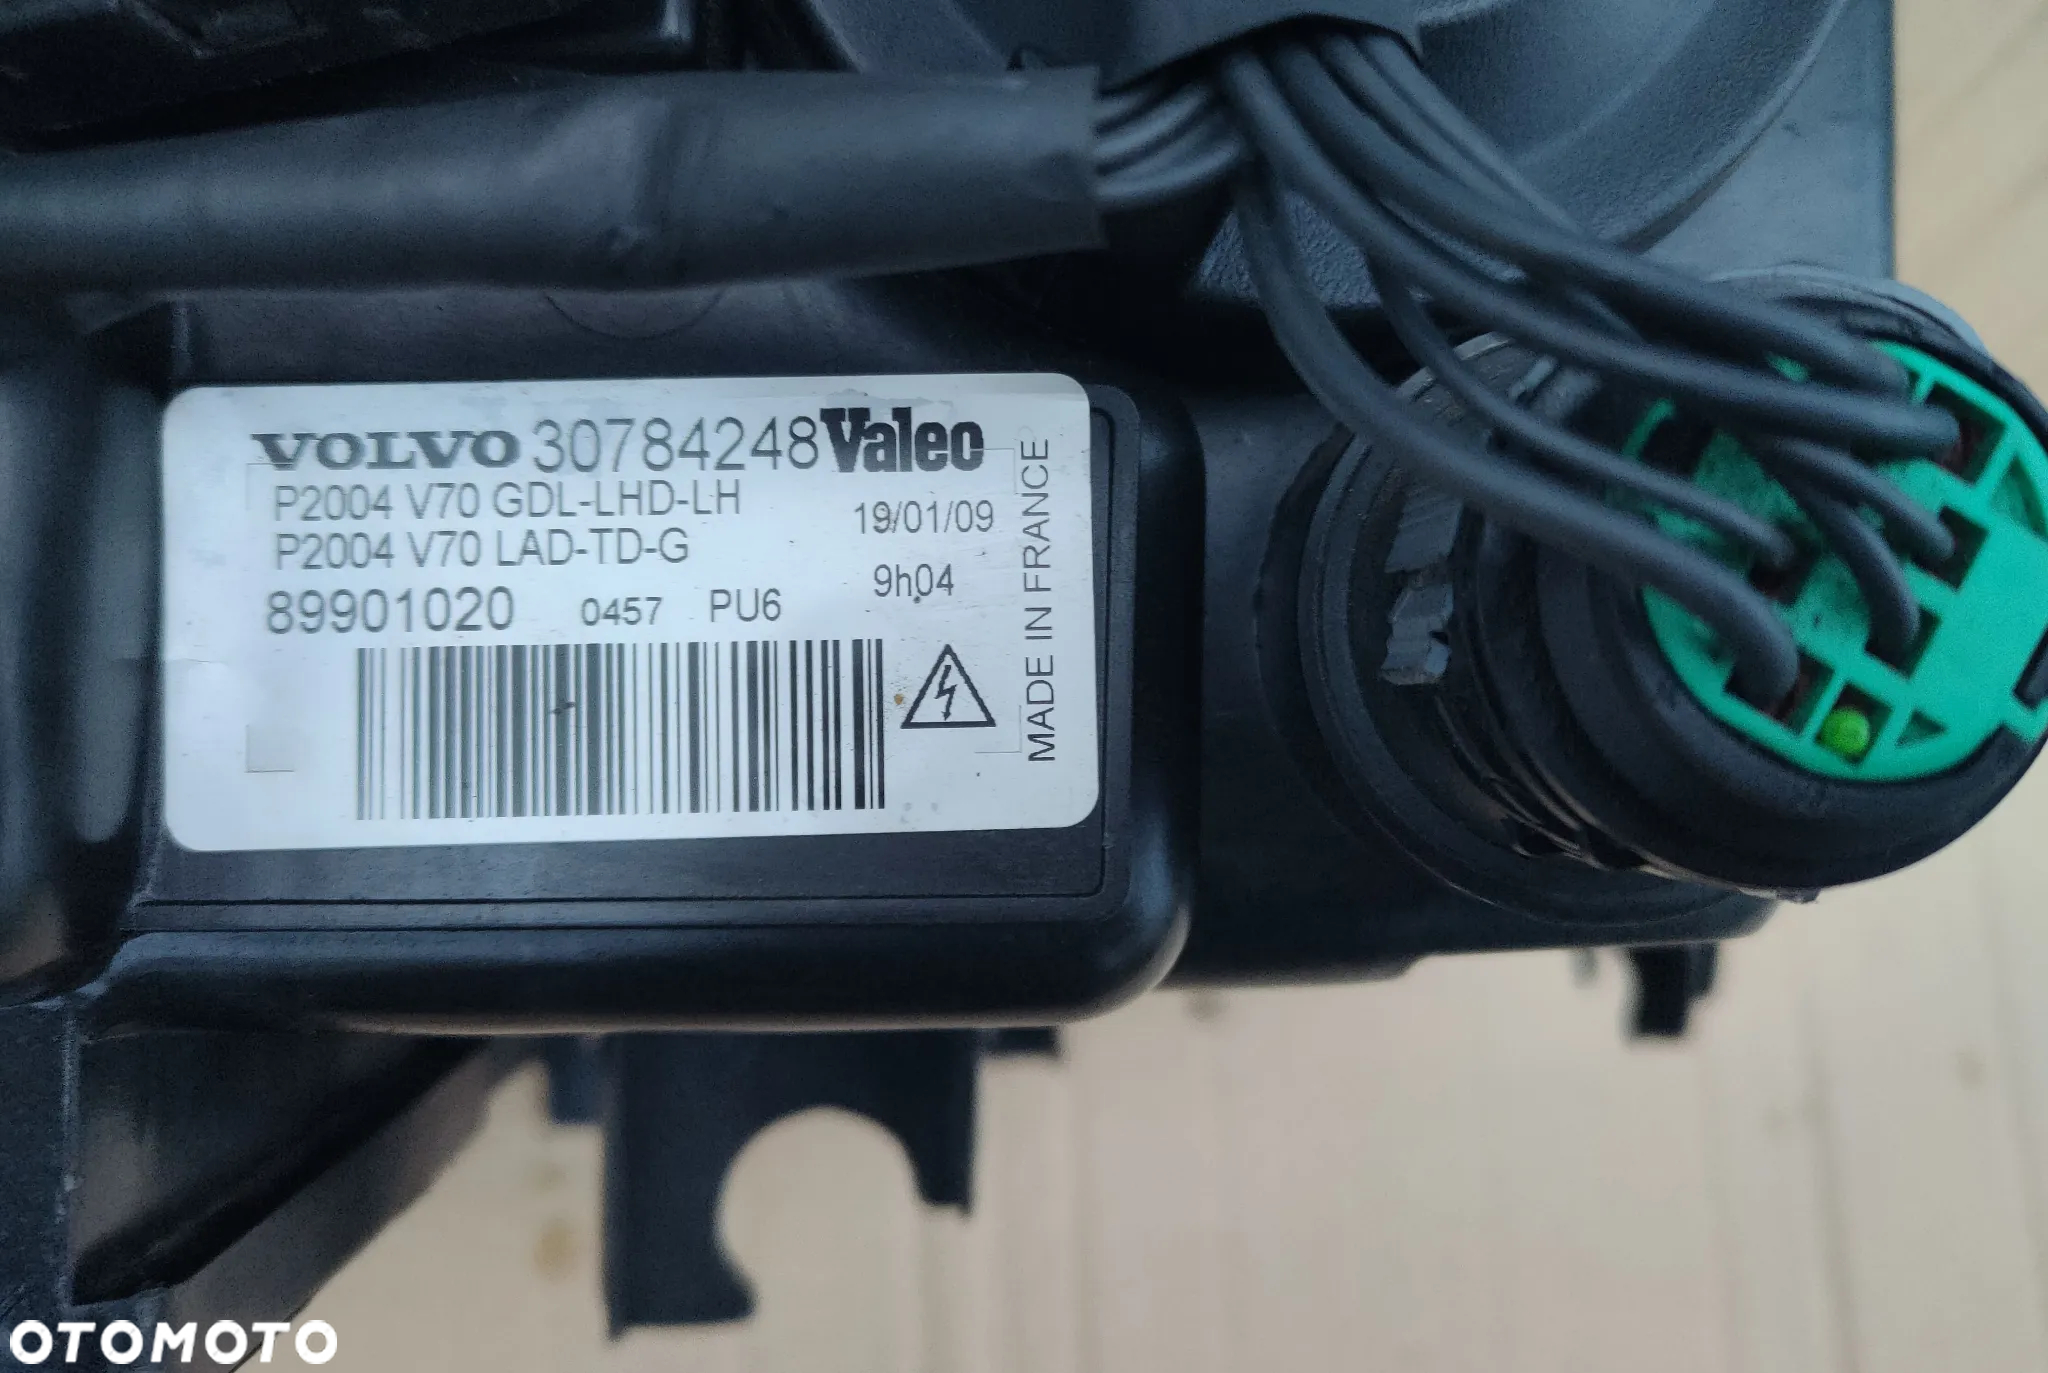 VOLVO 30784248 Valeo
P2004 V70 GDL-LHD-LH
P2004 V70 LAD-TD-G
19/01/09
89901020 0457 PU6 9h04
MADE IN FRANCE
OTOMOTO